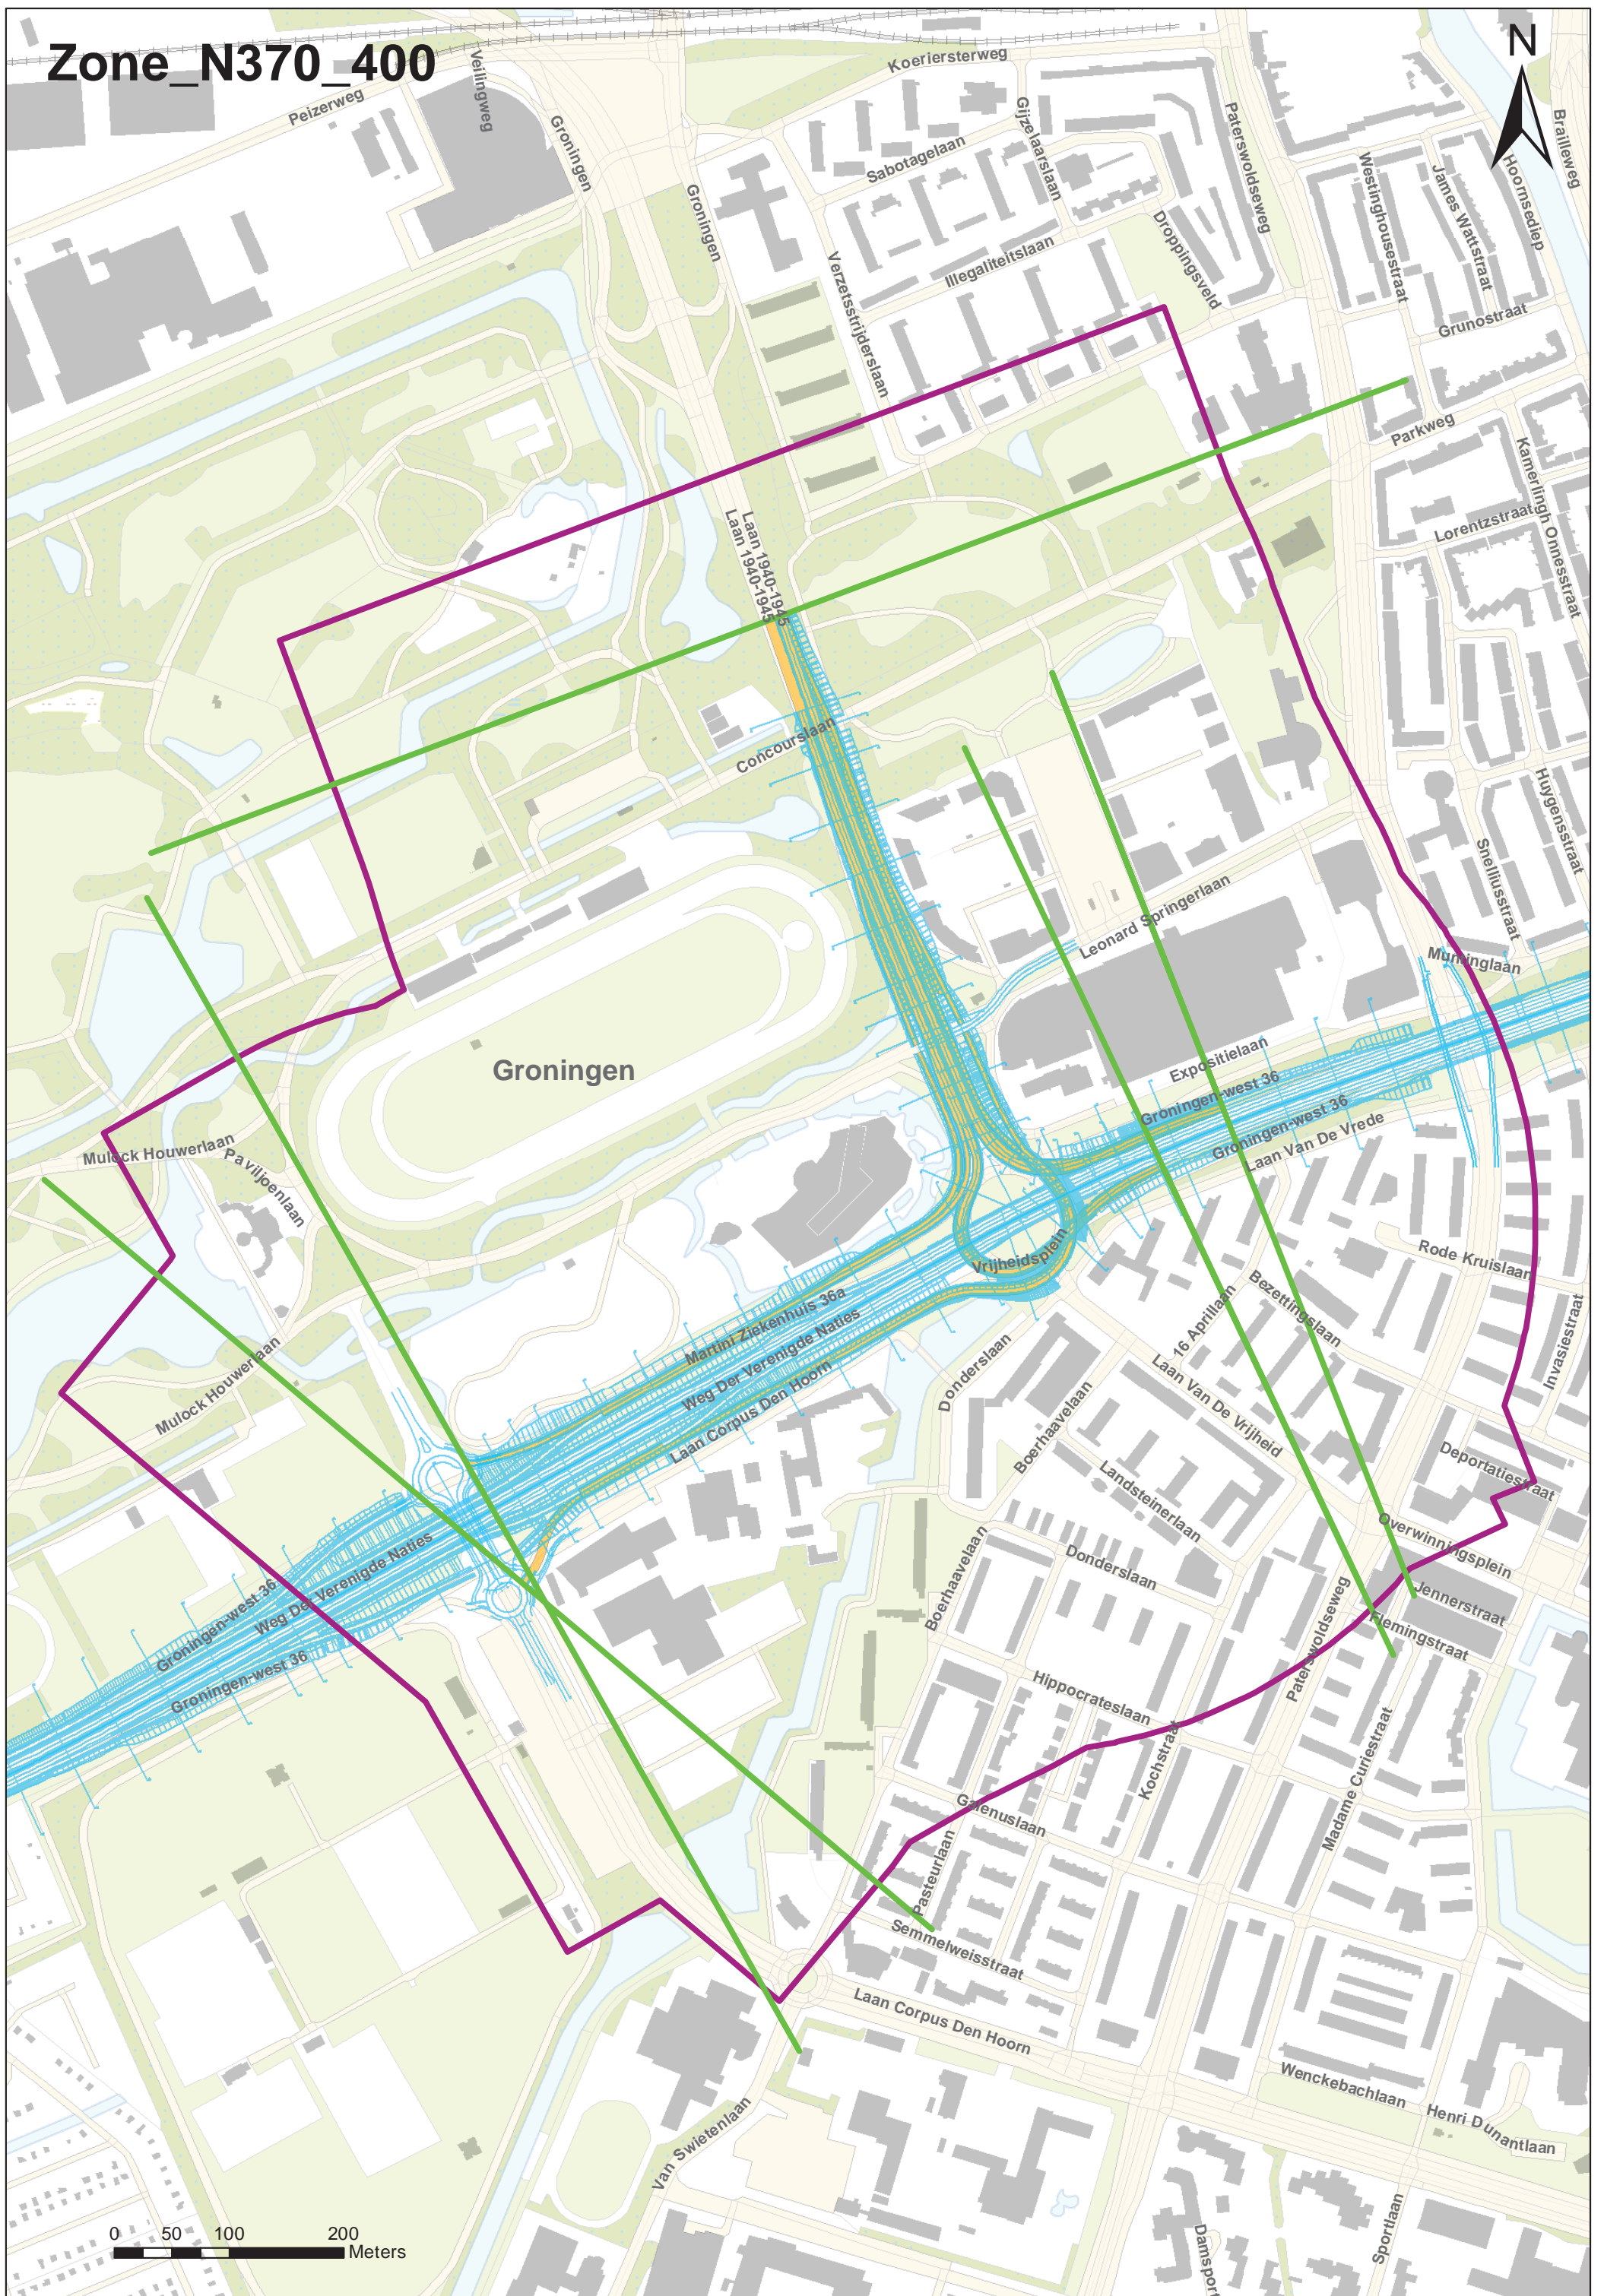 Zone_N370_400
N
Koeriersterweg
Veilingweg
Peizerweg
Groningen
Groningen
Sabotagelaan
Gijzelaarslaan
Paterswoldseweg
Brailleweg
Hoornsediep
James Wattstraat
Westinghousestraat
Droppingsveld
Illegaliteitslaan
Verzetsstrijderslaan
Grunostraat
Parkweg
Kamerlingh Onnesstraat
Lorentzstraat
Laan 1940-1945
Laan 1940-1945
Concourslaan
Huygensstraat
Snelliusstraat
Leonard Springerlaan
Muntinglaan
Groningen
Expositielaan
Groningen-west 36
Groningen-west 36
Laan Van De Vrede
Mulock Houwerlaan
Paviljoenlaan
Vrijheidsplein
Rode Kruislaan
Bezettingslaan
Invasiestraat
16 Aprillaan
Martini Ziekenhuis 36a
Weg Der Verenigde Naties
Laan Corpus Den Hoorn
Mulock Houwerlaan
Donderslaan
Laan Van De Vrijheid
Boerhaavelaan
Landsteinerlaan
Deportatiestraat
Overwinningsplein
Boerhaavelaan
Donderslaan
Jennerstraat
Flemingstraat
Groningen-west 36
Weg Der Verenigde Naties
Groningen-west 36
Paterswoldseweg
Hippocrateslaan
Kochstraat
Madame Curiestraat
Galenuslaan
Pasteurlaan
Semmelweisstraat
Laan Corpus Den Hoorn
Wenckebachlaan
Henri Dunantlaan
Van Swietenlaan
Sportlaan
0 50 100 200
Meters